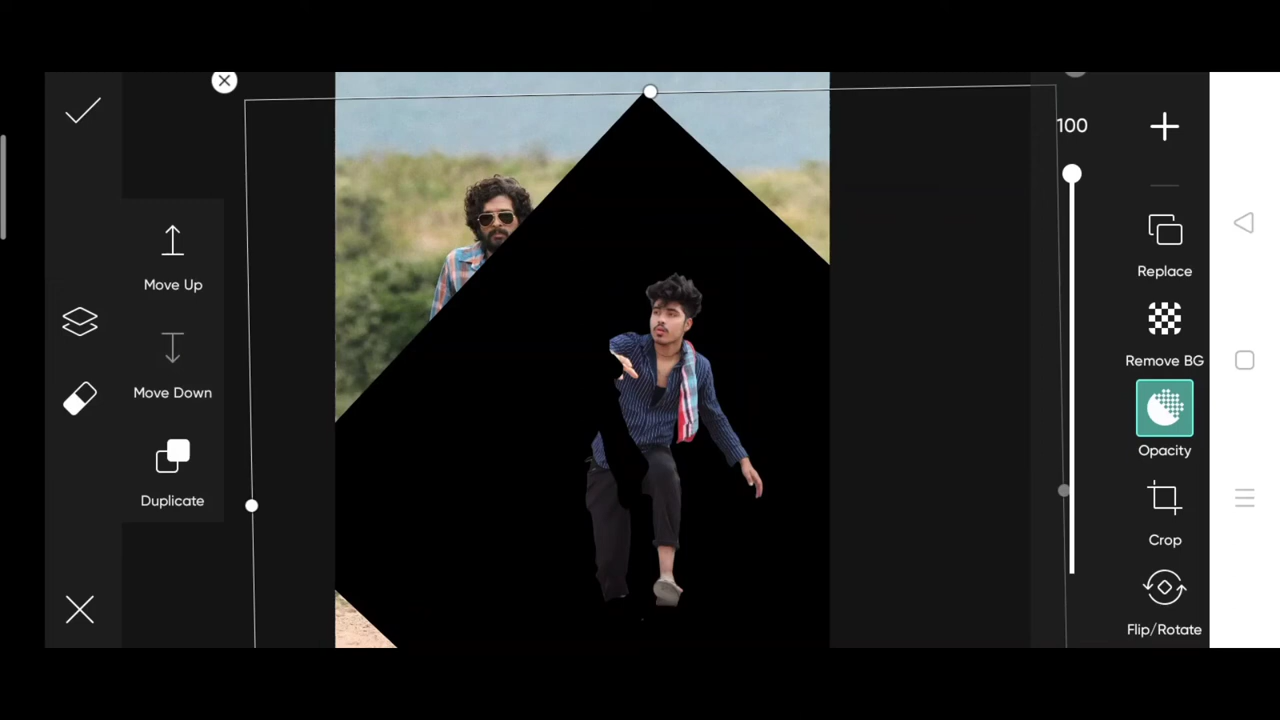 Move Up
Move Down
Duplicate
100
Replace
Remove BG
Opacity
Crop
Flip/Rotate